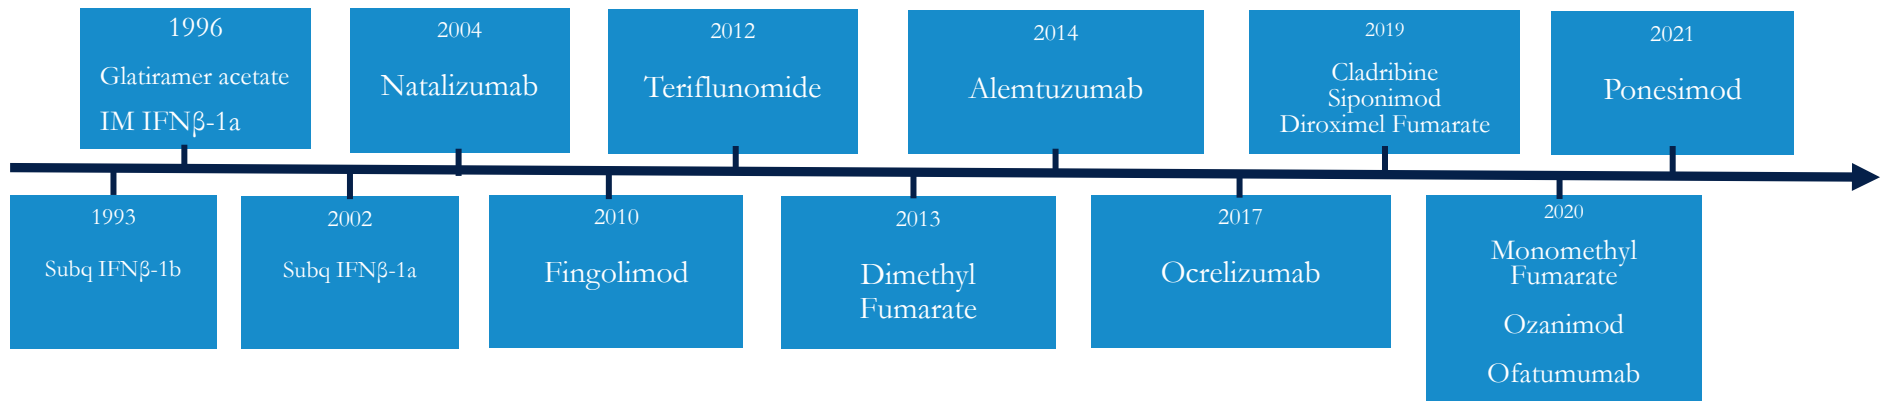 1996
Glatiramer acetate
IM IFNβ-1a
2004
Natalizumab
2012
Teriflunomide
2014
Alemtuzumab
2019
Cladribine
Siponimod
Diroximel Fumarate
2021
Ponesimod
1993
Subq IFNβ-1b
2002
Subq IFNβ-1a
2010
Fingolimod
2013
Dimethyl
Fumarate
2017
Ocrelizumab
2020
Monomethyl
Fumarate
Ozanimod
Ofatumumab